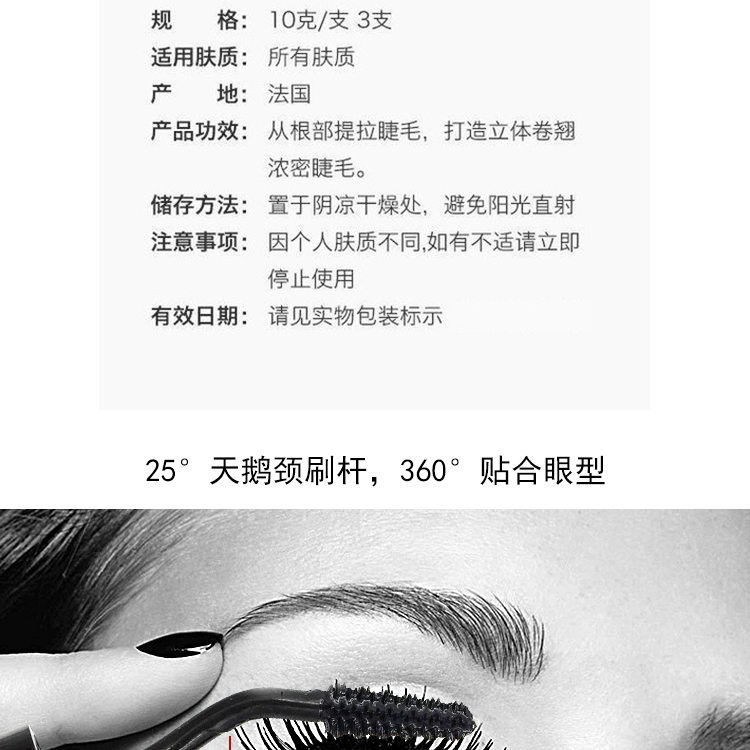 规　　格： 10克/支 3支
适用肤质： 所有肤质
产　　地： 法国
产品功效： 从根部提拉睫毛，打造立体卷翘
浓密睫毛。
储存方法： 置于阴凉干燥处，避免阳光直射
注意事项： 因个人肤质不同,如有不适请立即
停止使用
有效日期： 请见实物包装标示
25°天鹅颈刷杆，360°贴合眼型